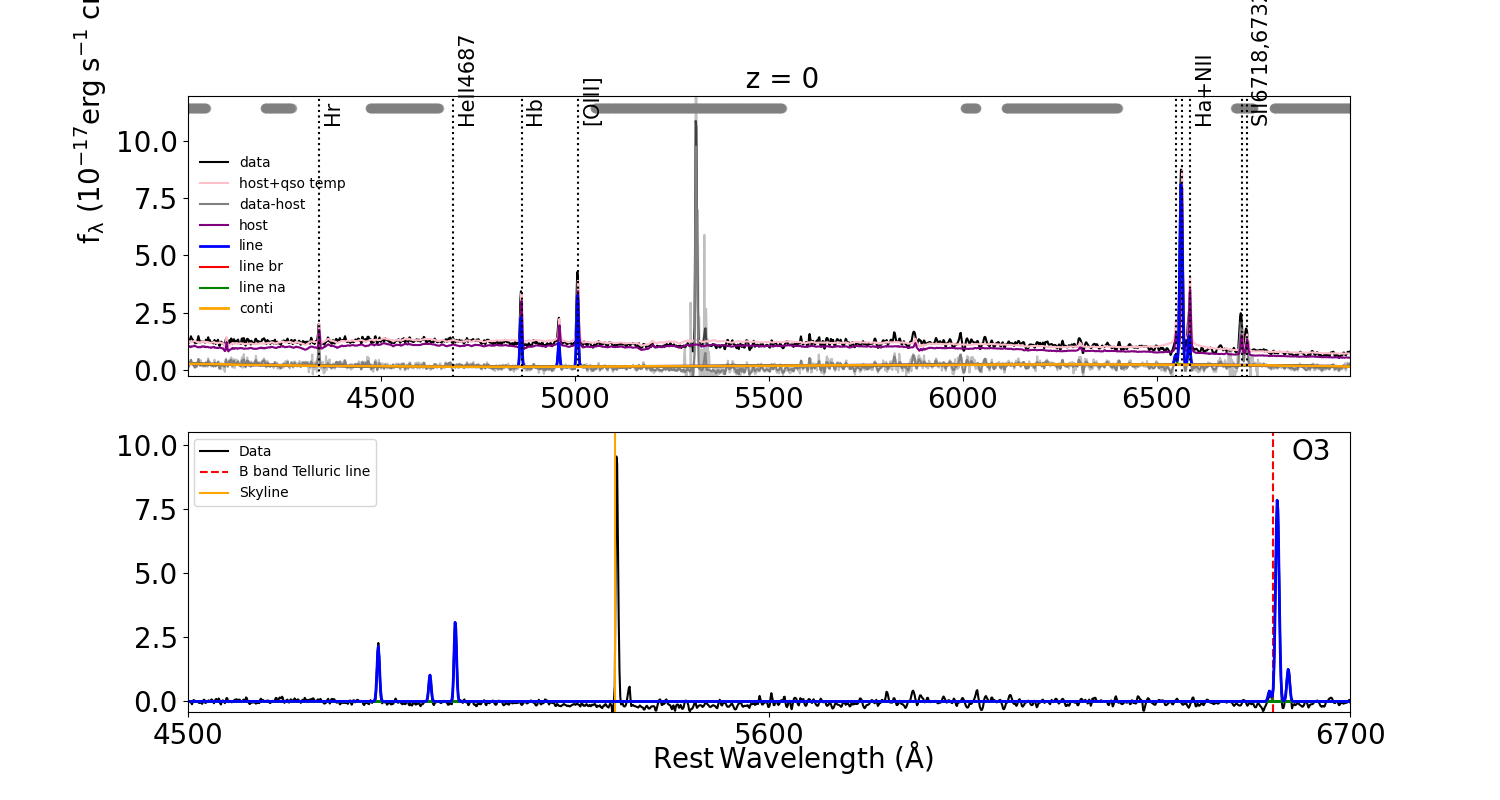 z = 0
f_λ (10^−17 erg s^−1
Hr
HeII4687
Hb
[OIII]
Ha+NII
SII6718,673
10.0
7.5
5.0
2.5
0.0
data
host+qso temp
data-host
host
line
line br
line na
conti
4500
5000
5500
6000
6500
10.0
7.5
5.0
2.5
0.0
Data
B band Telluric line
Skyline
O3
4500
5600
6700
Rest Wavelength (Å)